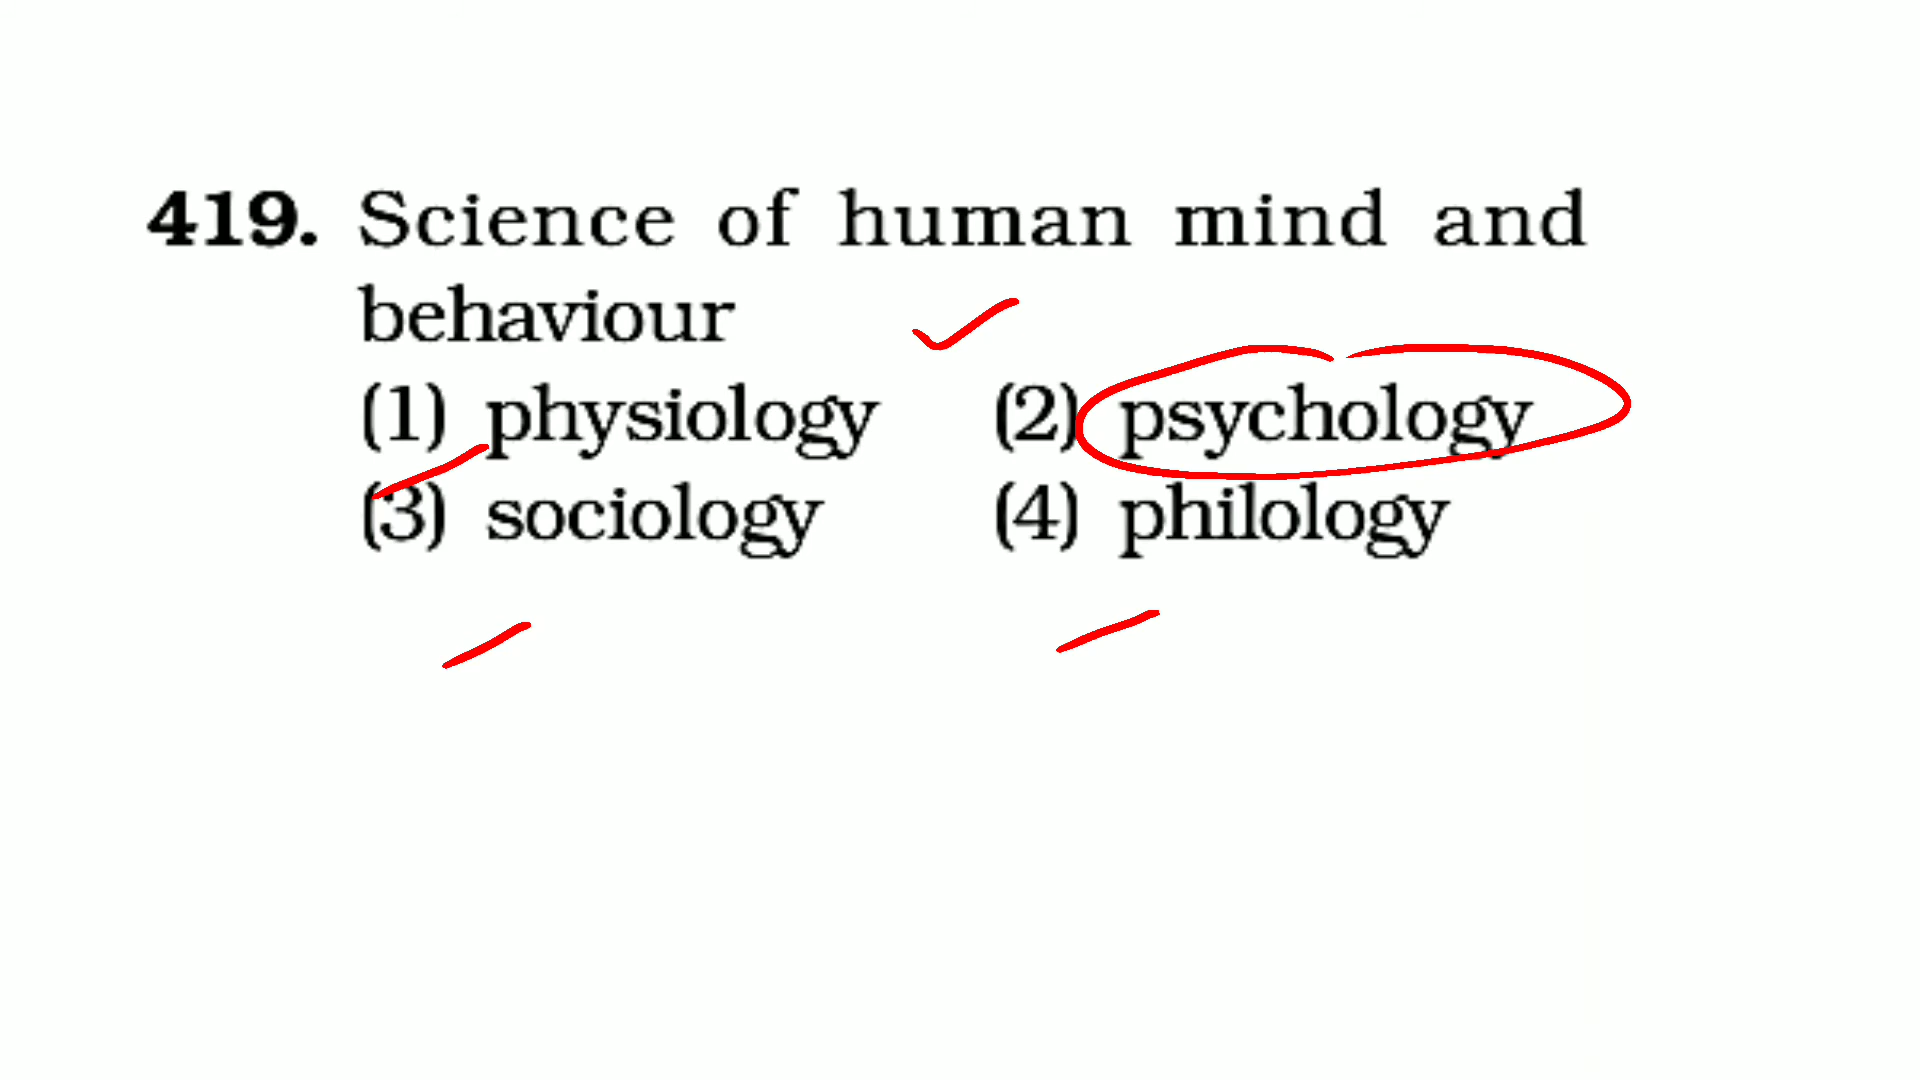 419. Science of human mind and
behaviour
(1) physiology (2) psychology
(3) sociology (4) philology